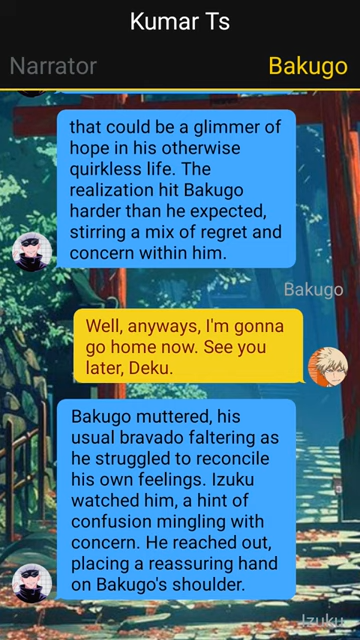 Kumar Ts
Narrator
Bakugo
that could be a glimmer of
hope in his otherwise
quirkless life. The
realization hit Bakugo
harder than he expected,
stirring a mix of regret and
concern within him.
Bakugo
Well, anyways, I'm gonna
go home now. See you
later, Deku.
Bakugo muttered, his
usual bravado faltering as
he struggled to reconcile
his own feelings. Izuku
watched him, a hint of
confusion mingling with
concern. He reached out,
placing a reassuring hand
on Bakugo's shoulder.
Izuku